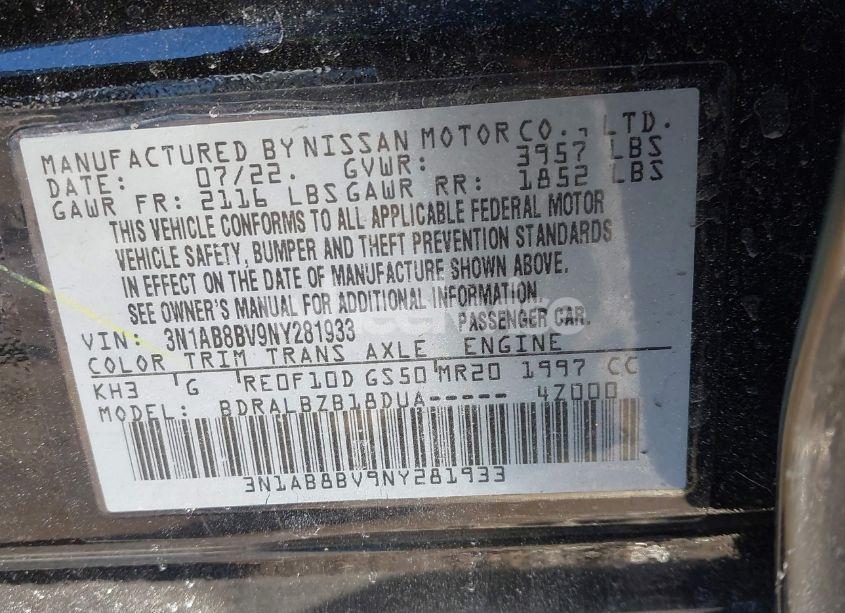 MANUFACTURED BY NISSAN MOTOR CO., LTD.
DATE: 07/22. GVWR: 3957 LBS
GAWR FR: 2116 LBS GAWR RR: 1852 LBS
THIS VEHICLE CONFORMS TO ALL APPLICABLE FEDERAL MOTOR
VEHICLE SAFETY, BUMPER AND THEFT PREVENTION STANDARDS
IN EFFECT ON THE DATE OF MANUFACTURE SHOWN ABOVE.
SEE OWNER'S MANUAL FOR ADDITIONAL INFORMATION.
VIN: 3N1AB8BV9NY281933 PASSENGER CAR.
COLOR TRIM TRANS AXLE ENGINE
KH3 G RE0F10D GS50 MR20 1997 CC
MODEL: BDRALBZB18DUA----- 4Z000
3N1AB8BV9NY281933